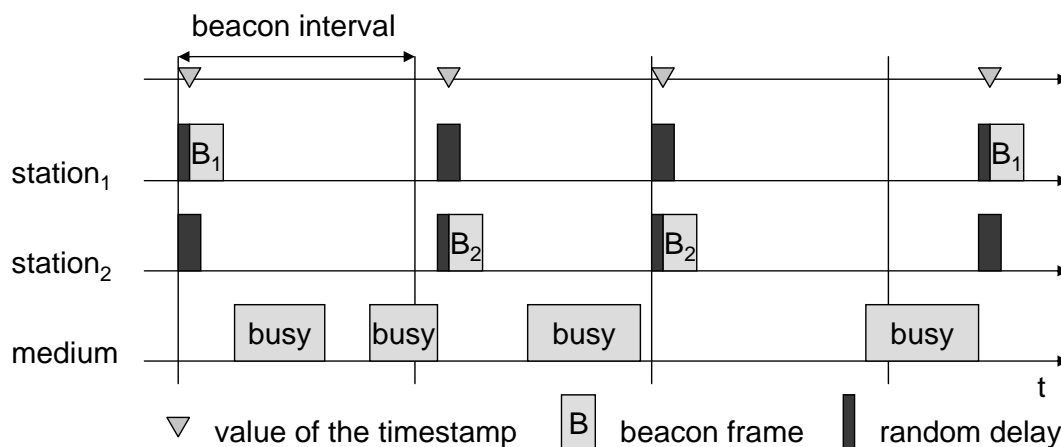 beacon interval
station₁
B₁
B₁
station₂
B₂
B₂
medium
busy
busy
busy
busy
t
value of the timestamp
B
beacon frame
random delay